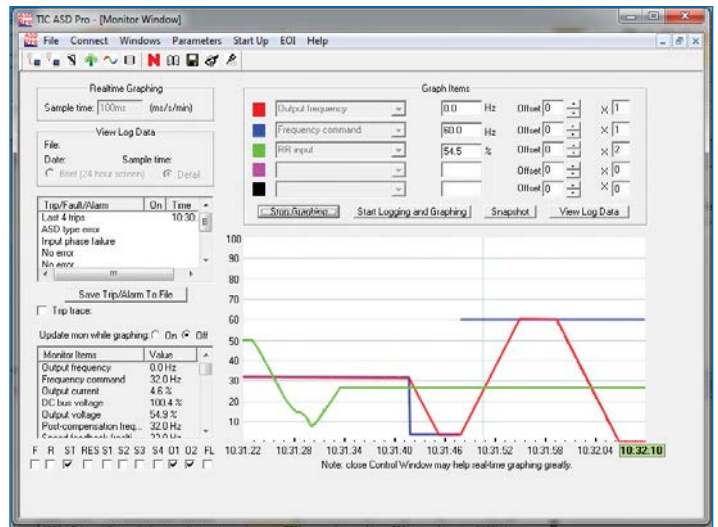 TIC ASD Pro - [Monitor Window]
File Connect Windows Parameters Start Up EOI Help
Realtime Graphing
Sample time: 100ms (ms/s/min)
View Log Data
File:
Date: Sample time:
Brief (24 hour screen) Detail
Trip/Fault/Alarm On Time
Last 4 trips 10:30:
ASD type error
Input phase failure
No error
No error
Save Trip/Alarm To File
Trip trace:
Update mon while graphing: On Off
Monitor Items Value
Output frequency 0.0 Hz
Frequency command 32.0 Hz
Output current 4.6 %
DC bus voltage 100.4 %
Output voltage 54.9 %
Post-compensation freq... 32.0 Hz
F R ST RES S1 S2 S3 S4 O1 O2 FL
Graph Items
Output frequency 0.0 Hz Offset 0 X 1
Frequency command 60.0 Hz Offset 0 X 1
RR input 54.5 % Offset 0 X 2
Offset 0 X 0
Offset 0 X 0
Stop Graphing Start Logging and Graphing Snapshot View Log Data
100
90
80
70
60
50
40
30
20
10
10:31:22 10:31:28 10:31:34 10:31:40 10:31:46 10:31:52 10:31:58 10:32:04 10:32:10
Note: close Control Window may help real-time graphing greatly.